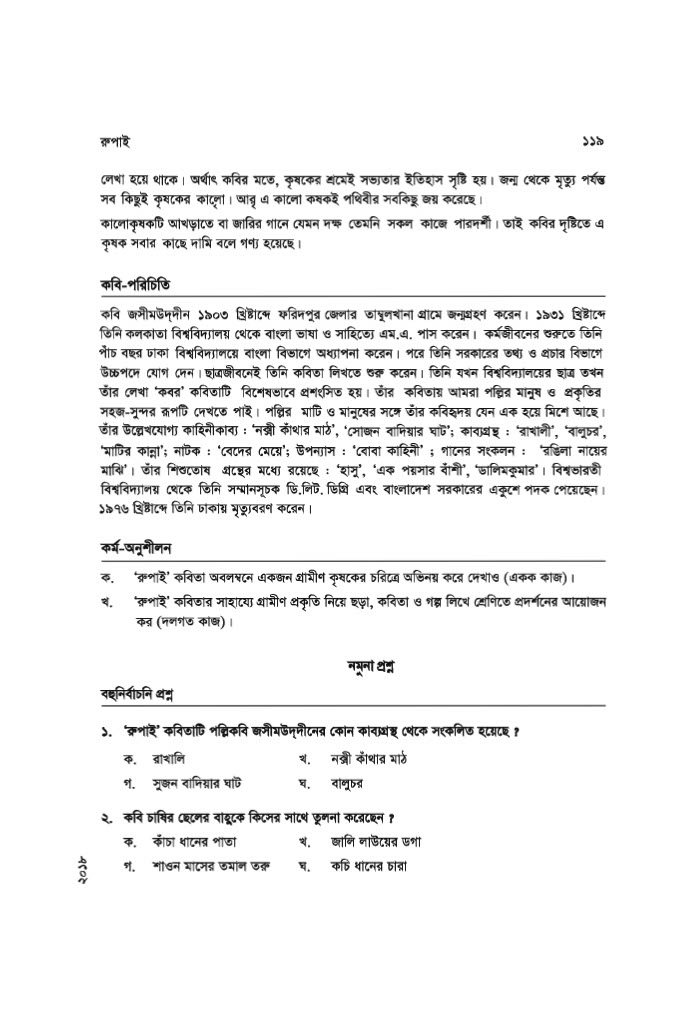 রুপাই ১১৯
লেখা হয়ে থাকে। অর্থাৎ কবির মতে, কৃষকের শ্রমেই সভ্যতার ইতিহাস সৃষ্টি হয়। জন্ম থেকে মৃত্যু পর্যন্ত
সব কিছুই কৃষকের কালো। আর এ কালো কষকই পৃথিবীর সবকিছু জয় করেছে।
কালোকৃষকটি আখড়াতে বা জারির গানে যেমন দক্ষ তেমনি সকল কাজে পারদর্শী। তাই কবির দৃষ্টিতে এ
কৃষক সবার কাছে দামি বলে গণ্য হয়েছে।
কবি-পরিচিতি
কবি জসীমউদ্‌দীন ১৯০৩ খ্রিষ্টাব্দে ফরিদপুর জেলার তাম্বুলখানা গ্রামে জন্মগ্রহণ করেন। ১৯৩১ খ্রিষ্টাব্দে
তিনি কলকাতা বিশ্ববিদ্যালয় থেকে বাংলা ভাষা ও সাহিত্যে এম.এ. পাস করেন। কর্মজীবনের শুরুতে তিনি
পাঁচ বছর ঢাকা বিশ্ববিদ্যালয়ে বাংলা বিভাগে অধ্যাপনা করেন। পরে তিনি সরকারের তথ্য ও প্রচার বিভাগে
উচ্চপদে যোগ দেন। ছাত্রজীবনেই তিনি কবিতা লিখতে শুরু করেন। তিনি যখন বিশ্ববিদ্যালয়ের ছাত্র তখন
তাঁর লেখা ‘কবর’ কবিতাটি বিশেষভাবে প্রশংসিত হয়। তাঁর কবিতায় আমরা পল্লির মানুষ ও প্রকৃতির
সহজ-সুন্দর রূপটি দেখতে পাই। পল্লির মাটি ও মানুষের সঙ্গে তাঁর কবিহৃদয় যেন এক হয়ে মিশে আছে।
তাঁর উল্লেখযোগ্য কাহিনীকাব্য : ‘নক্সী কাঁথার মাঠ’, ‘সোজন বাদিয়ার ঘাট’; কাব্যগ্রন্থ : ‘রাখালী’, ‘বালুচর’,
‘মাটির কান্না’; নাটক : ‘বেদের মেয়ে’; উপন্যাস : ‘বোবা কাহিনী’ ; গানের সংকলন : ‘রঙিলা নায়ের
মাঝি’। তাঁর শিশুতোষ গ্রন্থের মধ্যে রয়েছে : ‘হাসু’, ‘এক পয়সার বাঁশী’, ‘ডালিমকুমার’। বিশ্বভারতী
বিশ্ববিদ্যালয় থেকে তিনি সম্মানসূচক ডি.লিট. ডিগ্রি এবং বাংলাদেশ সরকারের একুশে পদক পেয়েছেন।
১৯৭৬ খ্রিষ্টাব্দে তিনি ঢাকায় মৃত্যুবরণ করেন।
কর্ম-অনুশীলন
ক. ‘রুপাই’ কবিতা অবলম্বনে একজন গ্রামীণ কৃষকের চরিত্রে অভিনয় করে দেখাও (একক কাজ)।
খ. ‘রুপাই’ কবিতার সাহায্যে গ্রামীণ প্রকৃতি নিয়ে ছড়া, কবিতা ও গল্প লিখে শ্রেণিতে প্রদর্শনের আয়োজন
কর (দলগত কাজ)।
নমুনা প্রশ্ন
বহুনির্বাচনি প্রশ্ন
১. ‘রুপাই’ কবিতাটি পল্লিকবি জসীমউদ্‌দীনের কোন কাব্যগ্রন্থ থেকে সংকলিত হয়েছে ?
ক. রাখালি খ. নক্সী কাঁথার মাঠ
গ. সুজন বাদিয়ার ঘাট ঘ. বালুচর
২. কবি চাষির ছেলের বাহুকে কিসের সাথে তুলনা করেছেন ?
ক. কাঁচা ধানের পাতা খ. জালি লাউয়ের ডগা
গ. শাওন মাসের তমাল তরু ঘ. কচি ধানের চারা
২০১৮